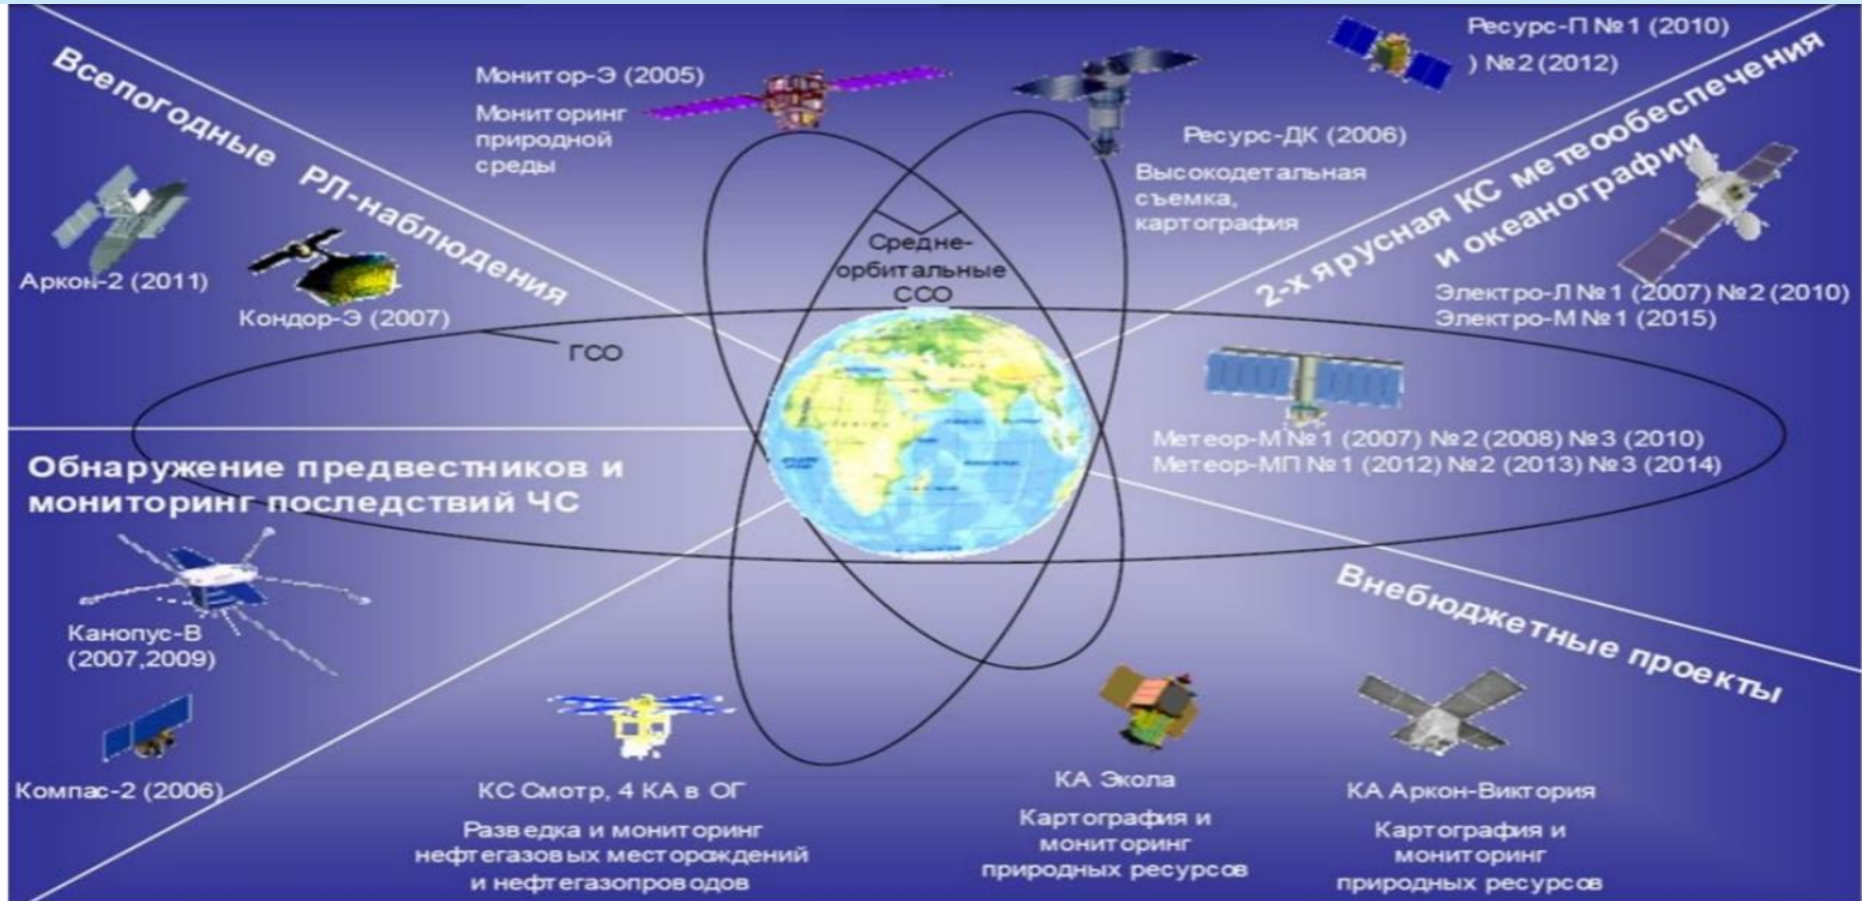 Всепогодные РЛ-наблюдения
Аркон-2 (2011)
Кондор-Э (2007)
Монитор-Э (2005)
Мониторинг
природной
среды
Ресурс-ДК (2006)
Высокодетальная
съемка,
картография
Ресурс-П №1 (2010)
) №2 (2012)
2-х ярусная КС метеообеспечения
и океанографии
Электро-Л №1 (2007) №2 (2010)
Электро-М №1 (2015)
Средне-
орбитальные
ССО
ГСО
Метеор-М №1 (2007) №2 (2008) №3 (2010)
Метеор-МП №1 (2012) №2 (2013) №3 (2014)
Обнаружение предвестников и
мониторинг последствий ЧС
Канопус-В
(2007,2009)
Компас-2 (2006)
Внебюджетные проекты
КС Смотр, 4 КА в ОГ
Разведка и мониторинг
нефтегазовых месторождений
и нефтегазопроводов
КА Экола
Картография и
мониторинг
природных ресурсов
КА Аркон-Виктория
Картография и
мониторинг
природных ресурсов